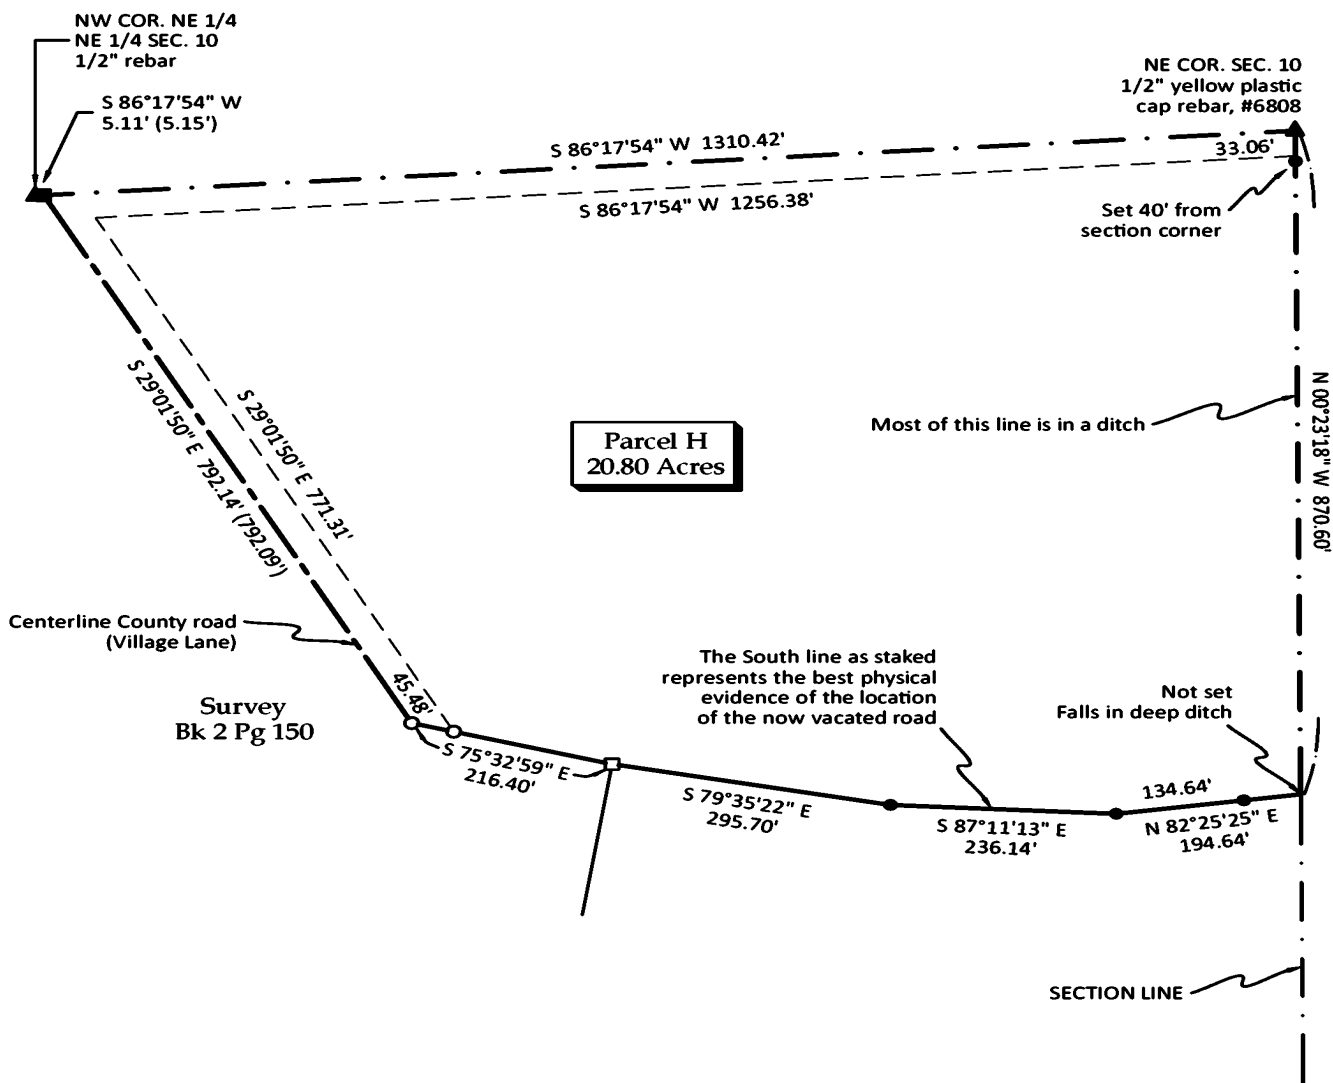 NW COR. NE 1/4
NE 1/4 SEC. 10
1/2" rebar
S 86°17'54" W
5.11' (5.15')
NE COR. SEC. 10
1/2" yellow plastic
cap rebar, #6808
S 86°17'54" W 1310.42'
33.06'
S 86°17'54" W 1256.38'
Set 40' from
section corner
S 29°01'50" E 792.14' (792.09')
S 29°01'50" E 771.31'
Parcel H
20.80 Acres
Most of this line is in a ditch
N 00°23'18" W 870.60'
Centerline County road
(Village Lane)
Survey
Bk 2 Pg 150
45.48'
The South line as staked
represents the best physical
evidence of the location
of the now vacated road
Not set
Falls in deep ditch
S 75°32'59" E
216.40'
S 79°35'22" E
295.70'
S 87°11'13" E
236.14'
134.64'
N 82°25'25" E
194.64'
SECTION LINE